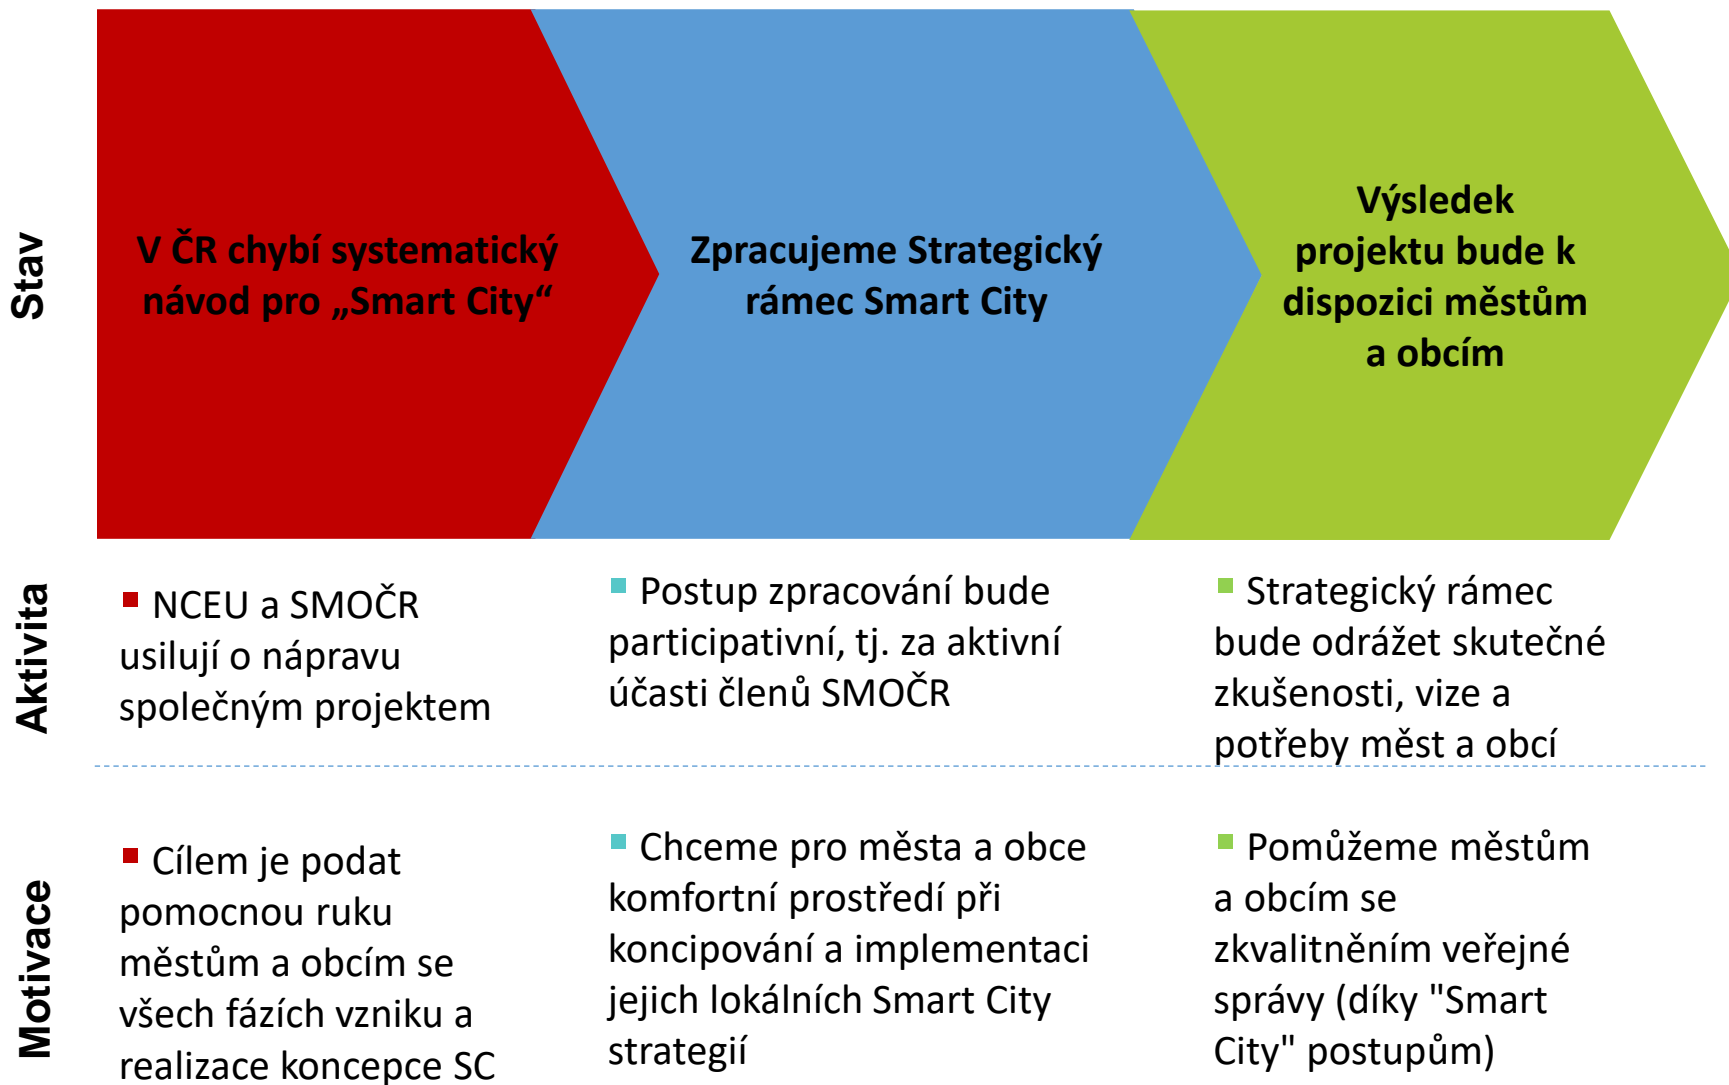 Stav
V ČR chybí systematický
návod pro „Smart City“
Zpracujeme Strategický
rámec Smart City
Výsledek
projektu bude k
dispozici městům
a obcím
Aktivita
▪ NCEU a SMOČR
usilují o nápravu
společným projektem
▪ Postup zpracování bude
participativní, tj. za aktivní
účasti členů SMOČR
▪ Strategický rámec
bude odrážet skutečné
zkušenosti, vize a
potřeby měst a obcí
Motivace
▪ Cílem je podat
pomocnou ruku
městům a obcím se
všech fázích vzniku a
realizace koncepce SC
▪ Chceme pro města a obce
komfortní prostředí při
koncipování a implementaci
jejich lokálních Smart City
strategií
▪ Pomůžeme městům
a obcím se
zkvalitněním veřejné
správy (díky "Smart
City" postupům)